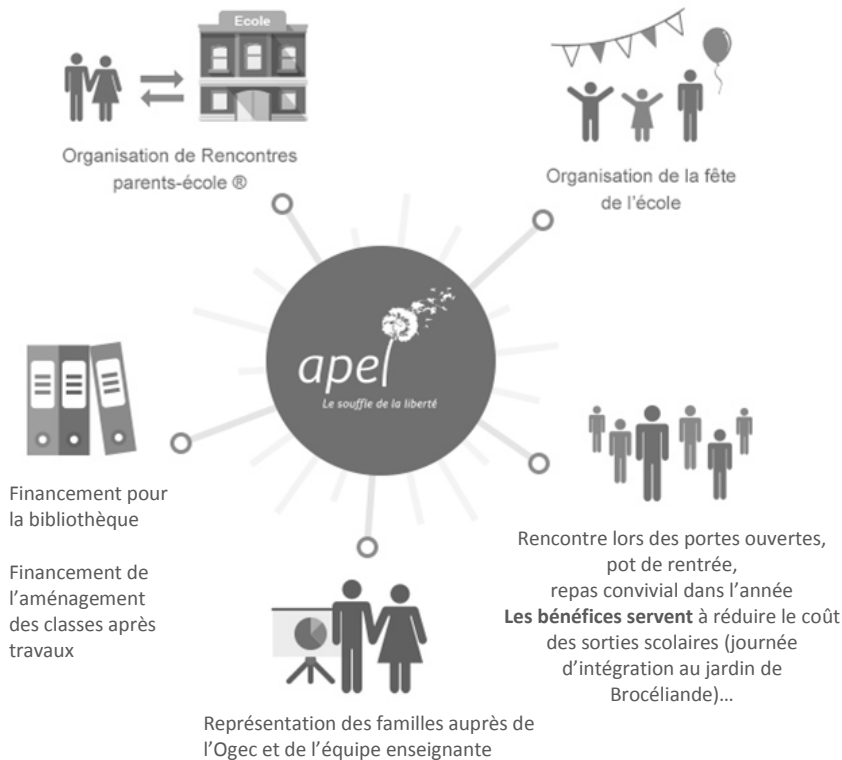 Ecole
Organisation de Rencontres
parents-école ®
Organisation de la fête
de l'école
apel
Le souffle de la liberté
Financement pour
la bibliothèque
Financement de
l'aménagement
des classes après
travaux
Rencontre lors des portes ouvertes,
pot de rentrée,
repas convivial dans l'année
Les bénéfices servent à réduire le coût
des sorties scolaires (journée
d'intégration au jardin de
Brocéliande)…
Représentation des familles auprès de
l'Ogec et de l'équipe enseignante